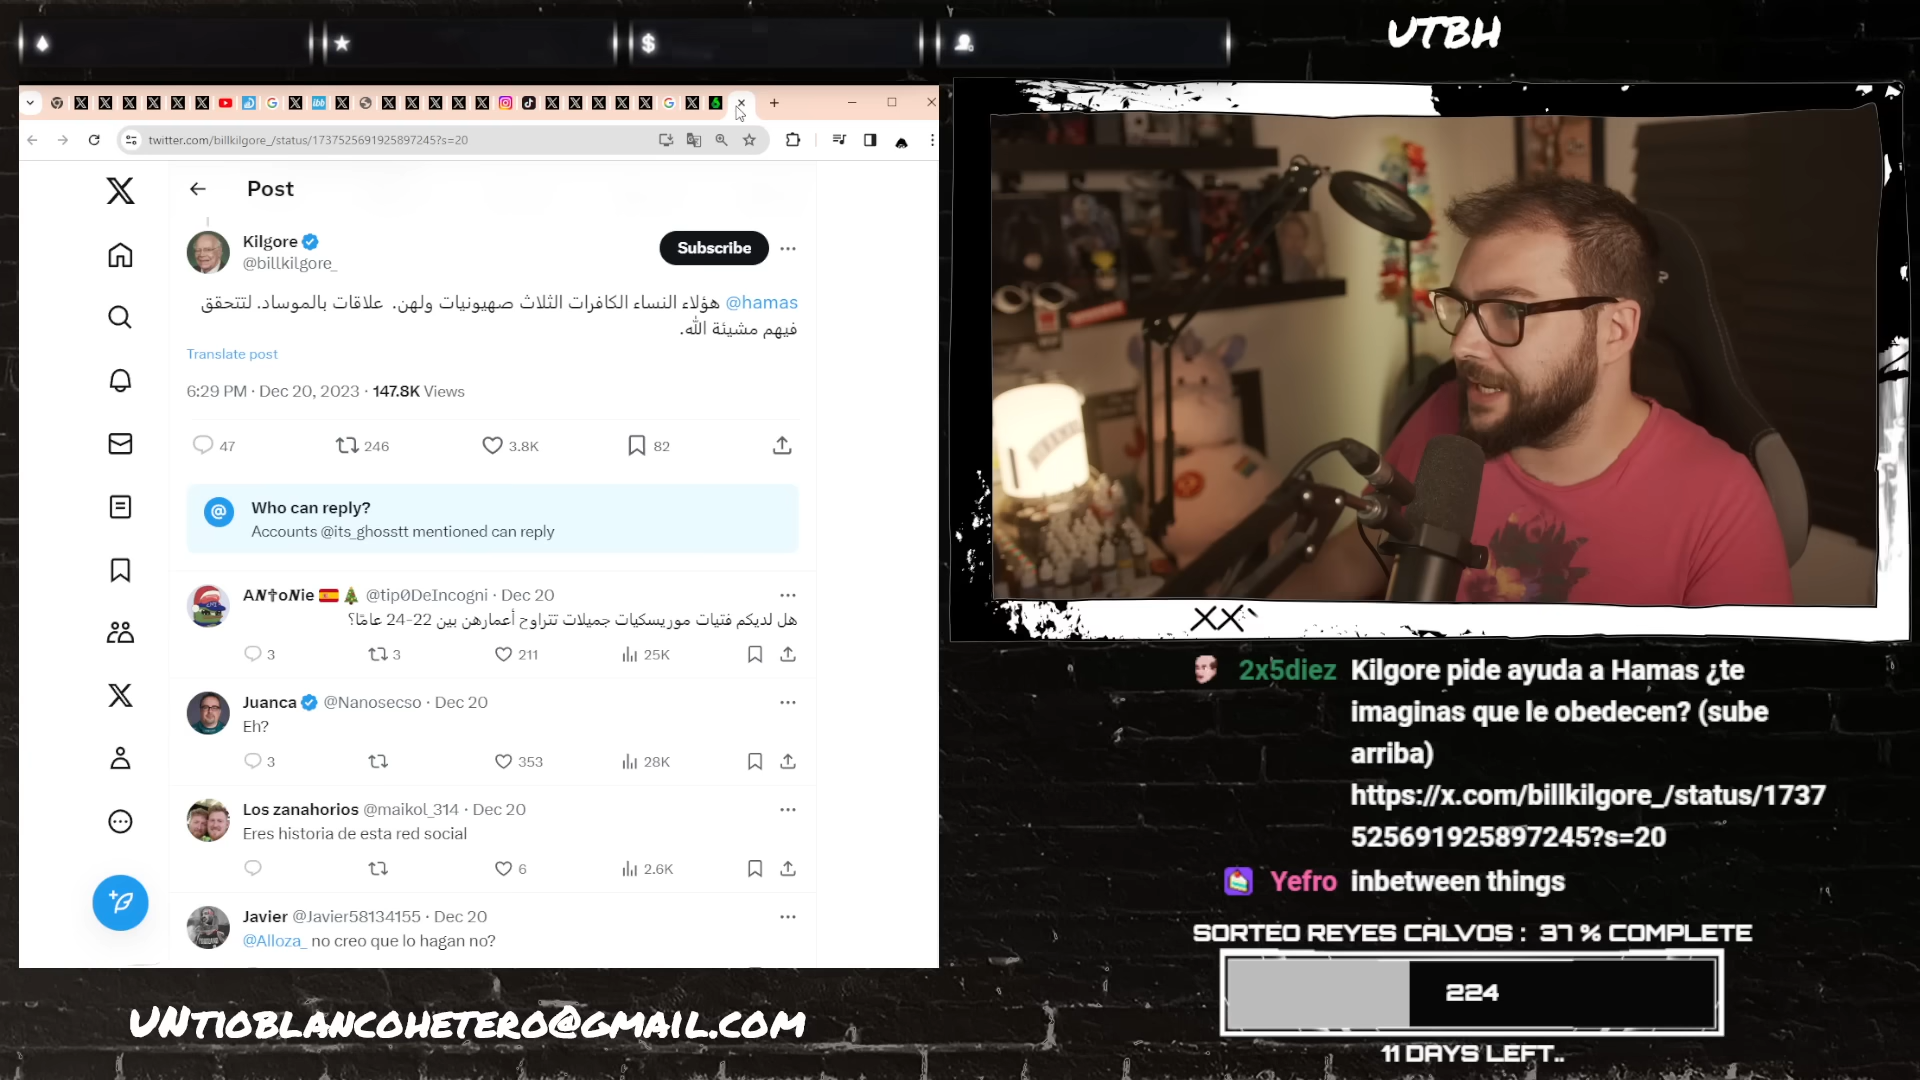 UTBH
twitter.com/billkilgore_/status/1737525691925897245?s=20
Post
Kilgore
@billkilgore_
Subscribe
@hamas هؤلاء النساء الكافرات الثلاث صهيونيات ولهن. علاقات بالموساد. لتتحقق
فيهم مشيئة الله.
Translate post
6:29 PM · Dec 20, 2023 · 147.8K Views
47
246
3.8K
82
Who can reply?
Accounts @its_ghosstt mentioned can reply
AN✝oNie 🇪🇸🎄 @tip0DeIncogni · Dec 20
هل لديكم فتيات موريسكيات جميلات تتراوح أعمارهن بين 22-24 عامًا؟
3
3
211
25K
Juanca @Nanosecso · Dec 20
Eh?
3
353
28K
Los zanahorios @maikol_314 · Dec 20
Eres historia de esta red social
6
2.6K
Javier @Javier58134155 · Dec 20
@Alloza_ no creo que lo hagan no?
UNTIOBLANCOHETERO@GMAIL.COM
2x5diez Kilgore pide ayuda a Hamas ¿te
imaginas que le obedecen? (sube
arriba)
https://x.com/billkilgore_/status/1737
525691925897245?s=20
Yefro inbetween things
SORTEO REYES CALVOS : 37 % COMPLETE
224
11 DAYS LEFT..